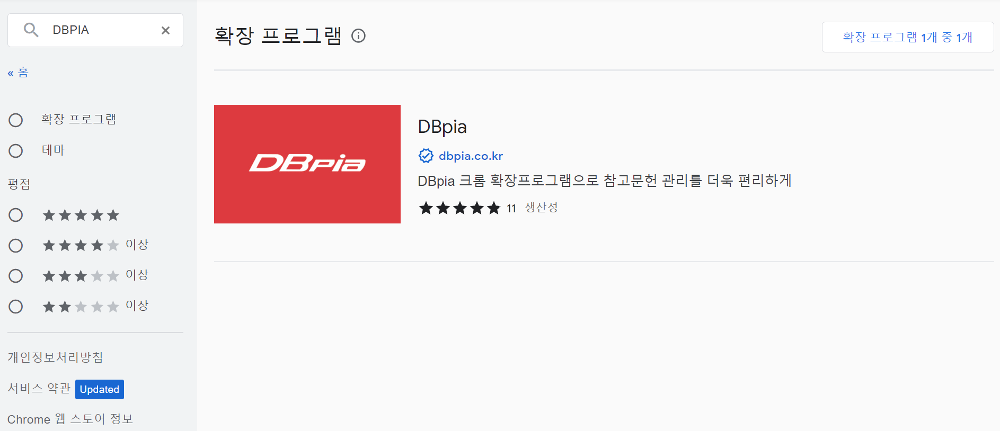 DBPIA
« 홈
확장 프로그램
테마
평점
이상
이상
이상
개인정보처리방침
서비스 약관 Updated
Chrome 웹 스토어 정보
확장 프로그램
확장 프로그램 1개 중 1개
DBpia
DBpia
dbpia.co.kr
DBpia 크롬 확장프로그램으로 참고문헌 관리를 더욱 편리하게
11 생산성